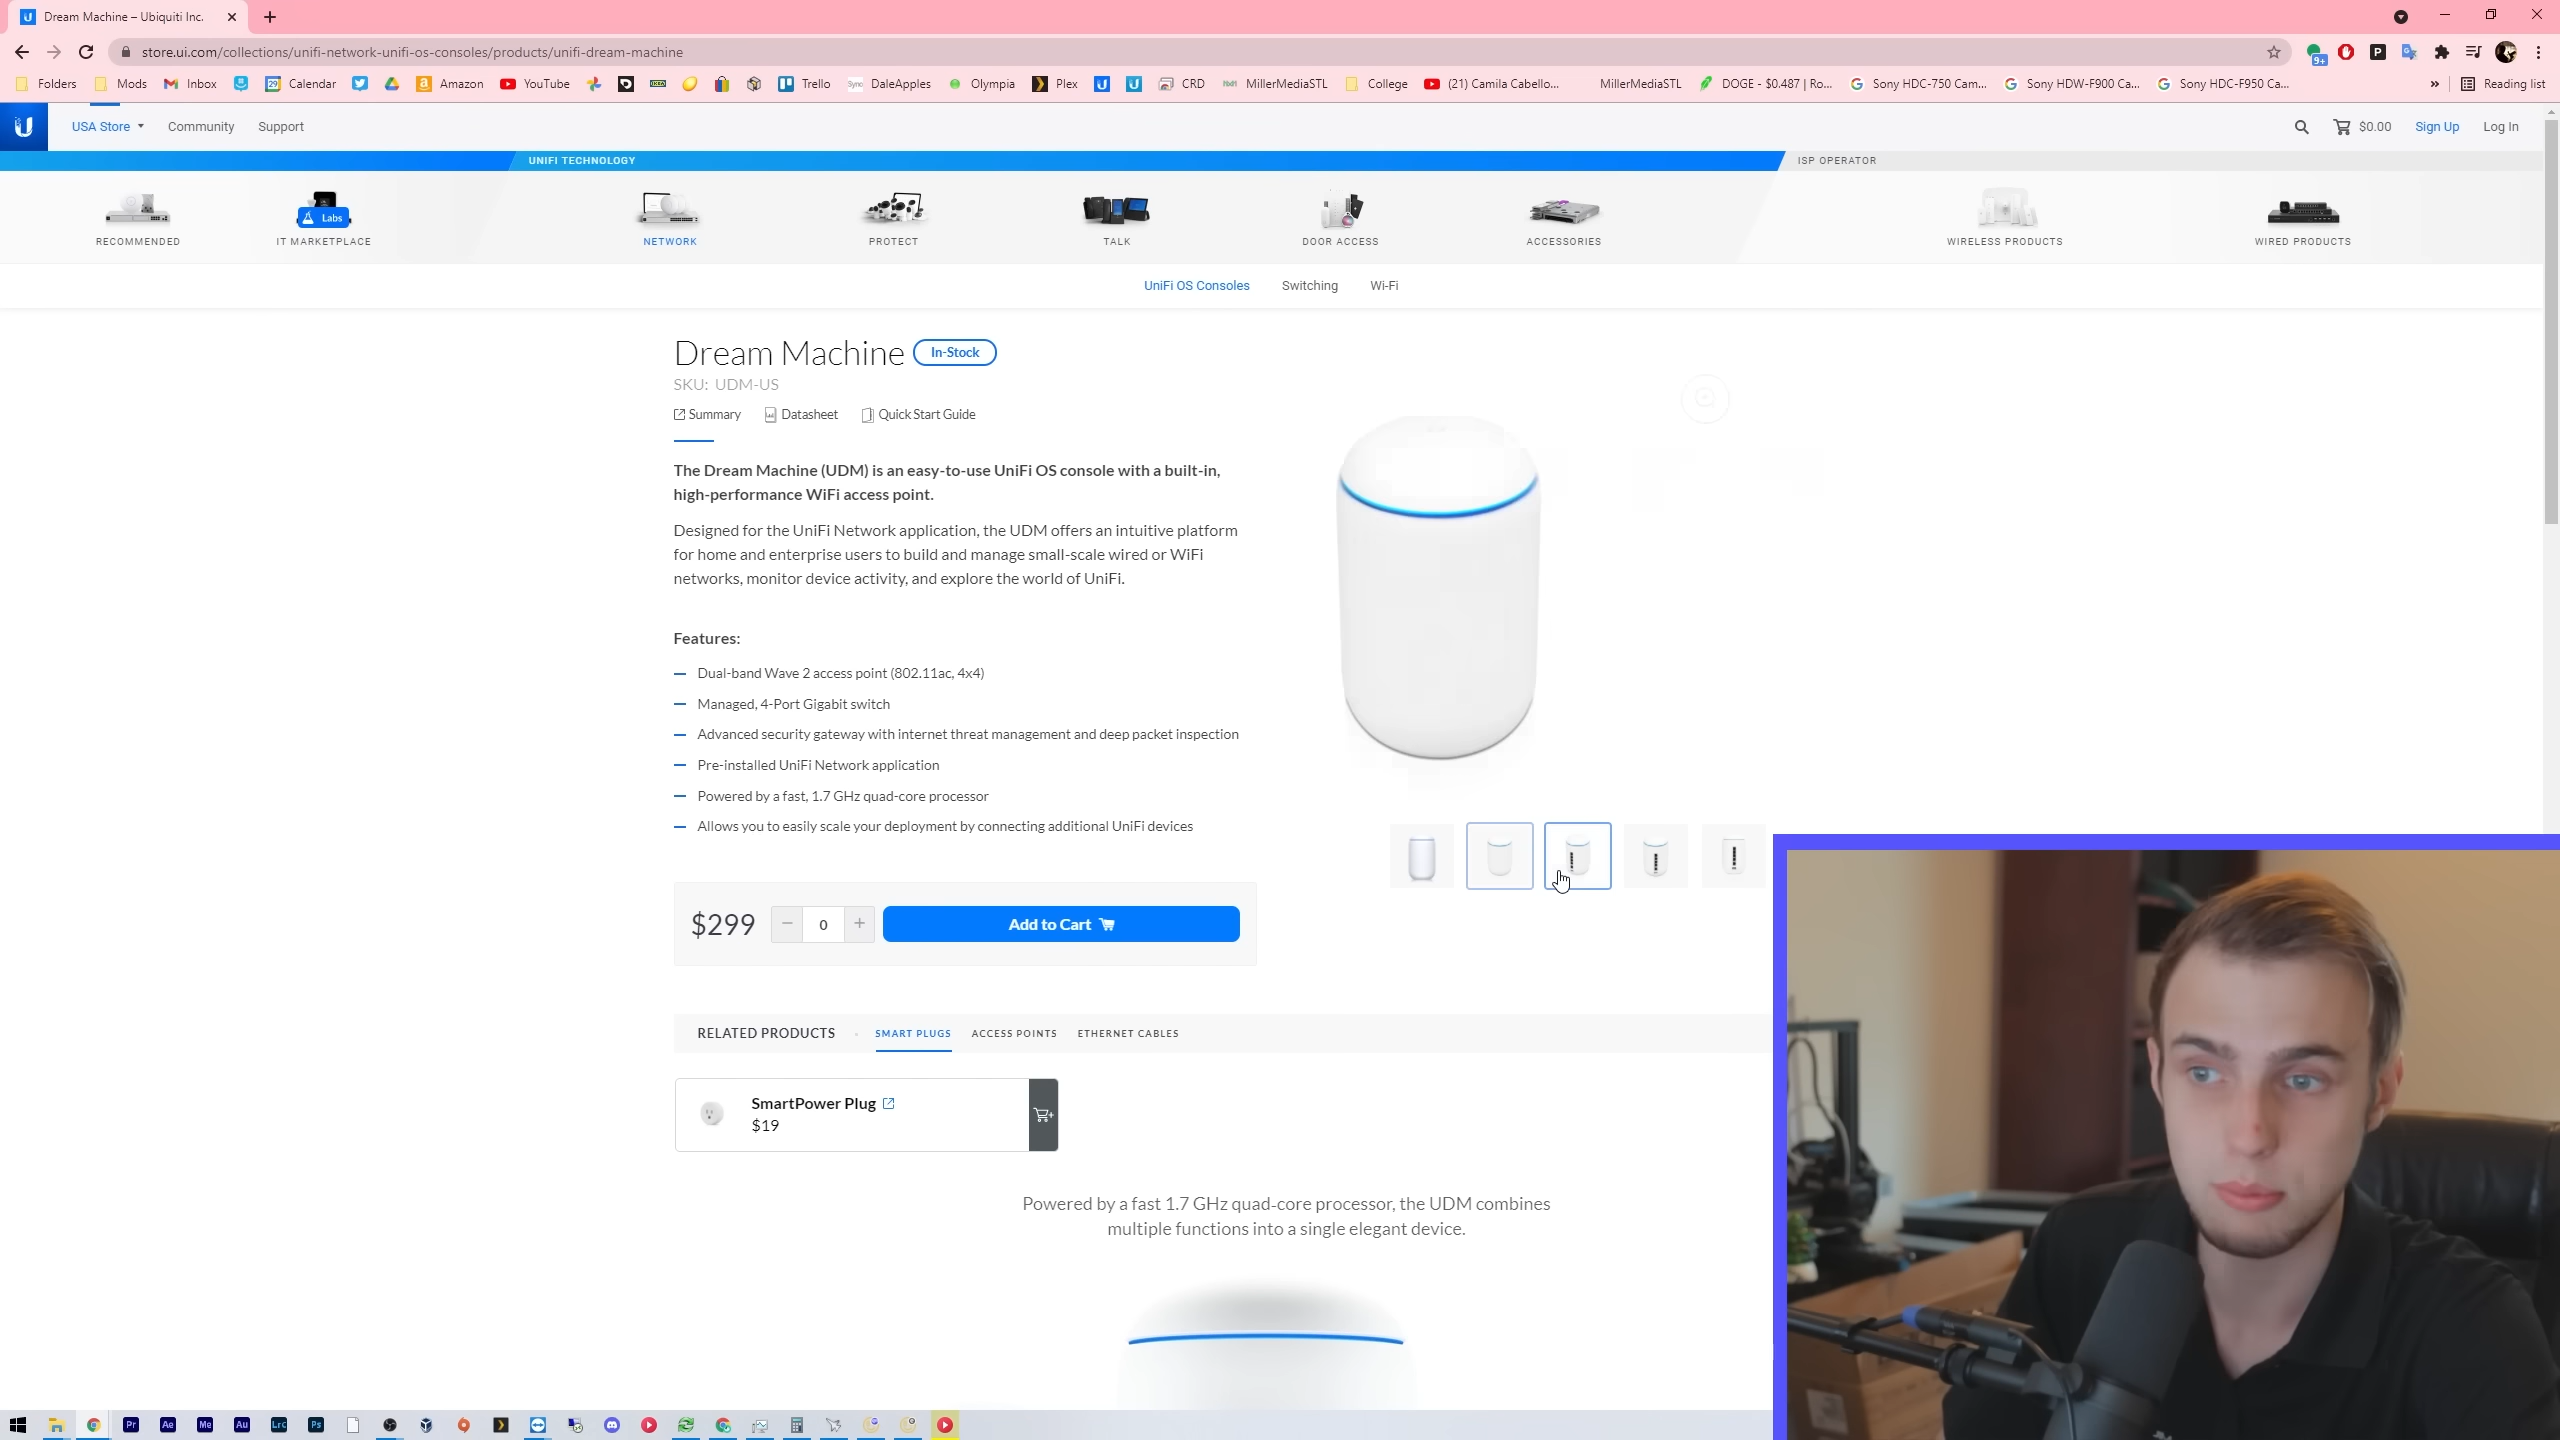 Dream Machine – Ubiquiti Inc.
store.ui.com/collections/unifi-network-unifi-os-consoles/products/unifi-dream-machine
9+
Folders Mods Inbox Calendar Amazon YouTube Trello DaleApples Olympia Plex CRD MillerMediaSTL College (21) Camila Cabello... MillerMediaSTL DOGE - $0.487 | Ro... Sony HDC-750 Cam... Sony HDW-F900 Ca... Sony HDC-F950 Ca... » Reading list
USA Store Community Support $0.00 Sign Up Log In
UNIFI TECHNOLOGY ISP OPERATOR
Labs
RECOMMENDED IT MARKETPLACE NETWORK PROTECT TALK DOOR ACCESS ACCESSORIES WIRELESS PRODUCTS WIRED PRODUCTS
UniFi OS Consoles Switching Wi-Fi
Dream Machine In-Stock
SKU: UDM-US
Summary Datasheet Quick Start Guide
The Dream Machine (UDM) is an easy-to-use UniFi OS console with a built-in,
high-performance WiFi access point.
Designed for the UniFi Network application, the UDM offers an intuitive platform
for home and enterprise users to build and manage small-scale wired or WiFi
networks, monitor device activity, and explore the world of UniFi.
Features:
Dual-band Wave 2 access point (802.11ac, 4x4)
Managed, 4-Port Gigabit switch
Advanced security gateway with internet threat management and deep packet inspection
Pre-installed UniFi Network application
Powered by a fast, 1.7 GHz quad-core processor
Allows you to easily scale your deployment by connecting additional UniFi devices
$299 − 0 + Add to Cart
RELATED PRODUCTS SMART PLUGS ACCESS POINTS ETHERNET CABLES
SmartPower Plug
$19
Powered by a fast 1.7 GHz quad-core processor, the UDM combines
multiple functions into a single elegant device.
Pr Ae Me Au Lrc Ps